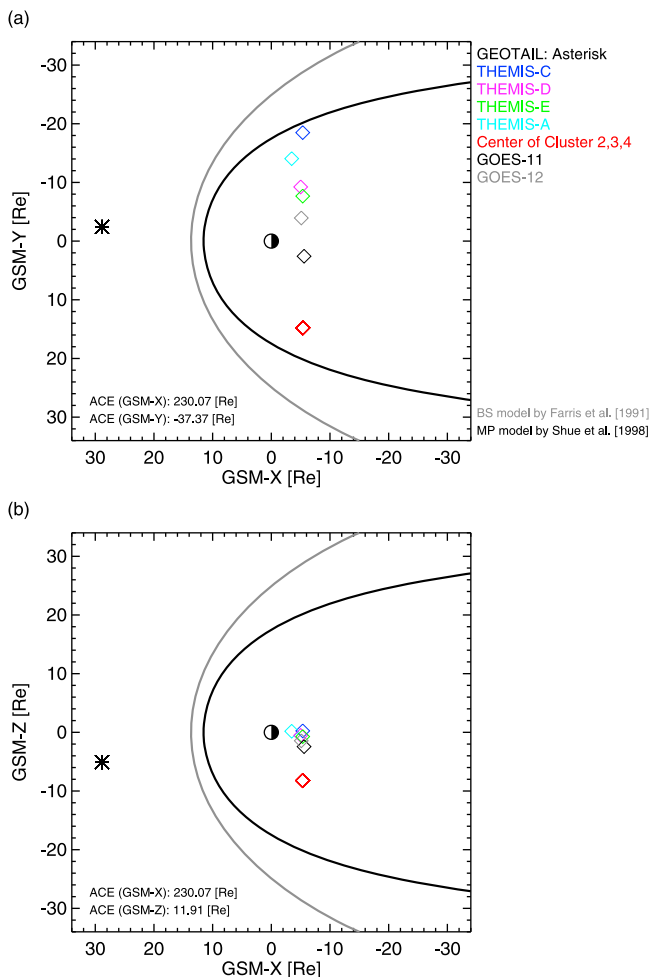 (a)
-30
-20
-10
0
10
20
30
GSM-Y [Re]
ACE (GSM-X): 230.07 [Re]
ACE (GSM-Y): -37.37 [Re]
30 20 10 0 -10 -20 -30
GSM-X [Re]
GEOTAIL: Asterisk
THEMIS-C
THEMIS-D
THEMIS-E
THEMIS-A
Center of Cluster 2,3,4
GOES-11
GOES-12
BS model by Farris et al. [1991]
MP model by Shue et al. [1998]
(b)
30
20
10
0
-10
-20
-30
GSM-Z [Re]
ACE (GSM-X): 230.07 [Re]
ACE (GSM-Z): 11.91 [Re]
30 20 10 0 -10 -20 -30
GSM-X [Re]